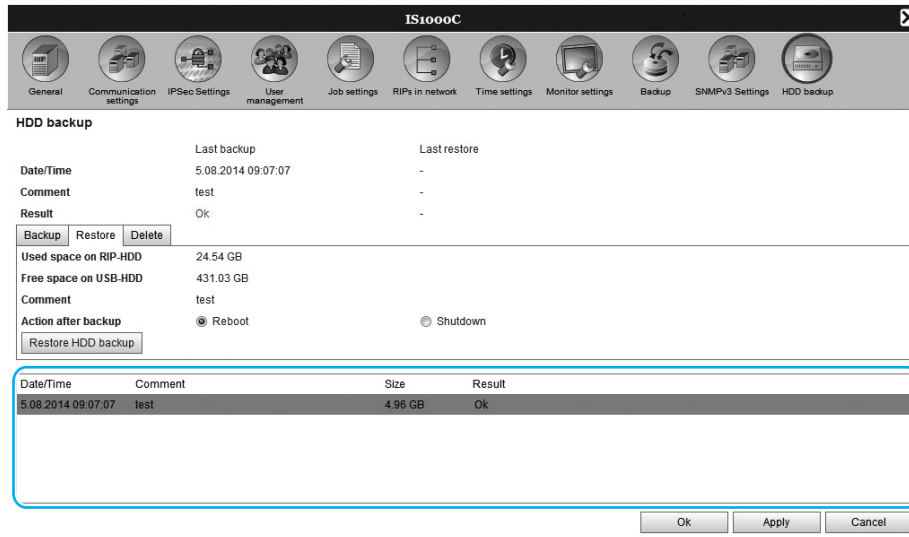 IS1000C
X
RIP
General Communication settings IPSec Settings User management Job settings RIPs in network Time settings Monitor settings Backup SNMPv3 Settings HDD backup
HDD backup
Last backup Last restore
Date/Time 5.08.2014 09:07:07 -
Comment test -
Result Ok -
Backup Restore Delete
Used space on RIP-HDD 24.54 GB
Free space on USB-HDD 431.03 GB
Comment test
Action after backup Reboot Shutdown
Restore HDD backup
Date/Time Comment Size Result
5.08.2014 09:07:07 test 4.96 GB Ok
Ok Apply Cancel